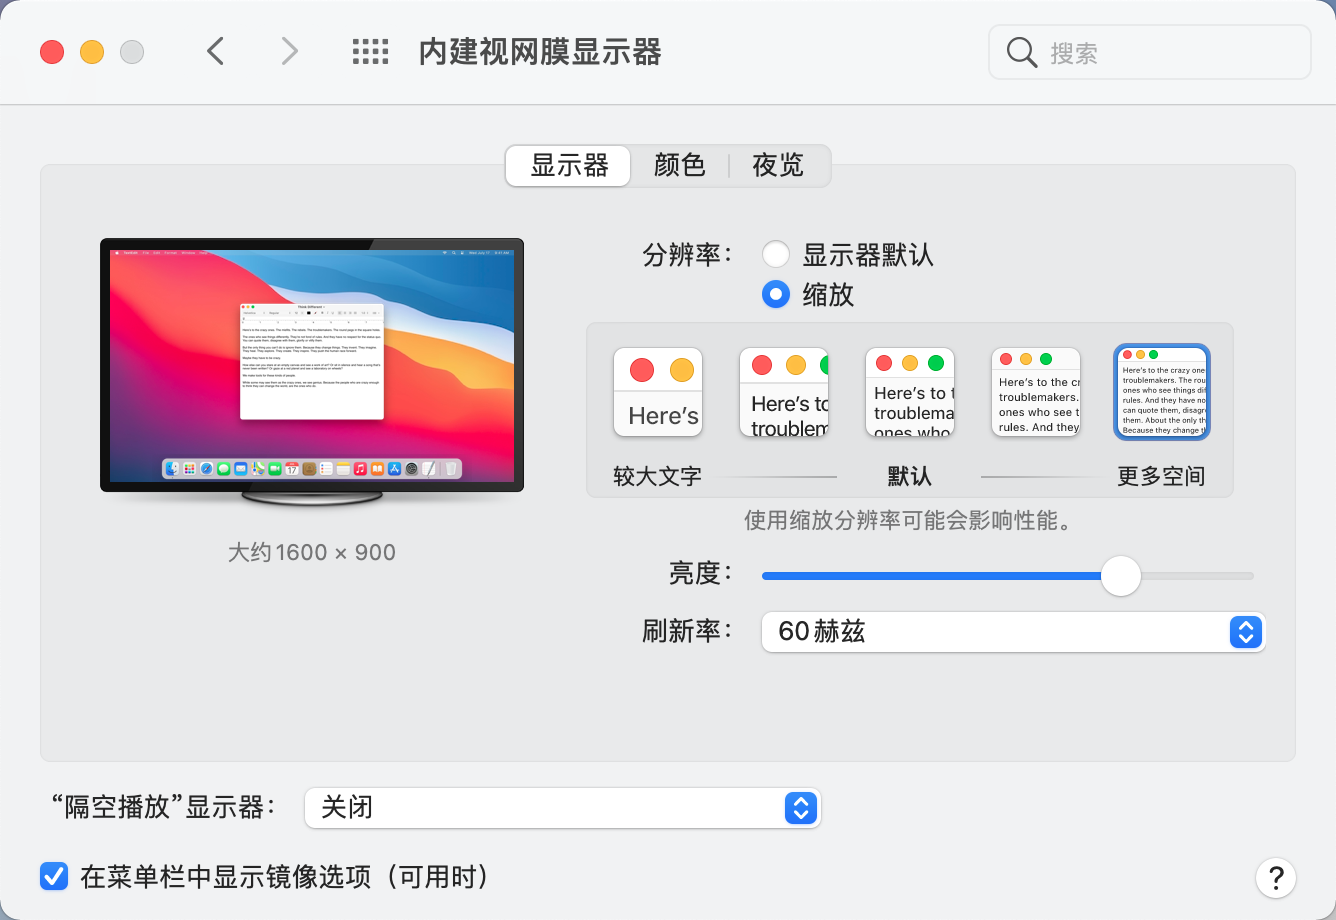 内建视网膜显示器
搜索
显示器
颜色
夜览
分辨率：
显示器默认
缩放
Here's
Here's to
troublem
Here's to t
troublema
ones who
Here's to the cr
troublemakers.
ones who see t
rules. And they
Here's to the crazy one
troublemakers. The rou
ones who see things dif
rules. And they have no
can quote them, disagr
them. About the only th
Because they change t
较大文字
默认
更多空间
使用缩放分辨率可能会影响性能。
大约1600 × 900
亮度：
刷新率：
60赫兹
“隔空播放”显示器：
关闭
在菜单栏中显示镜像选项（可用时）
?